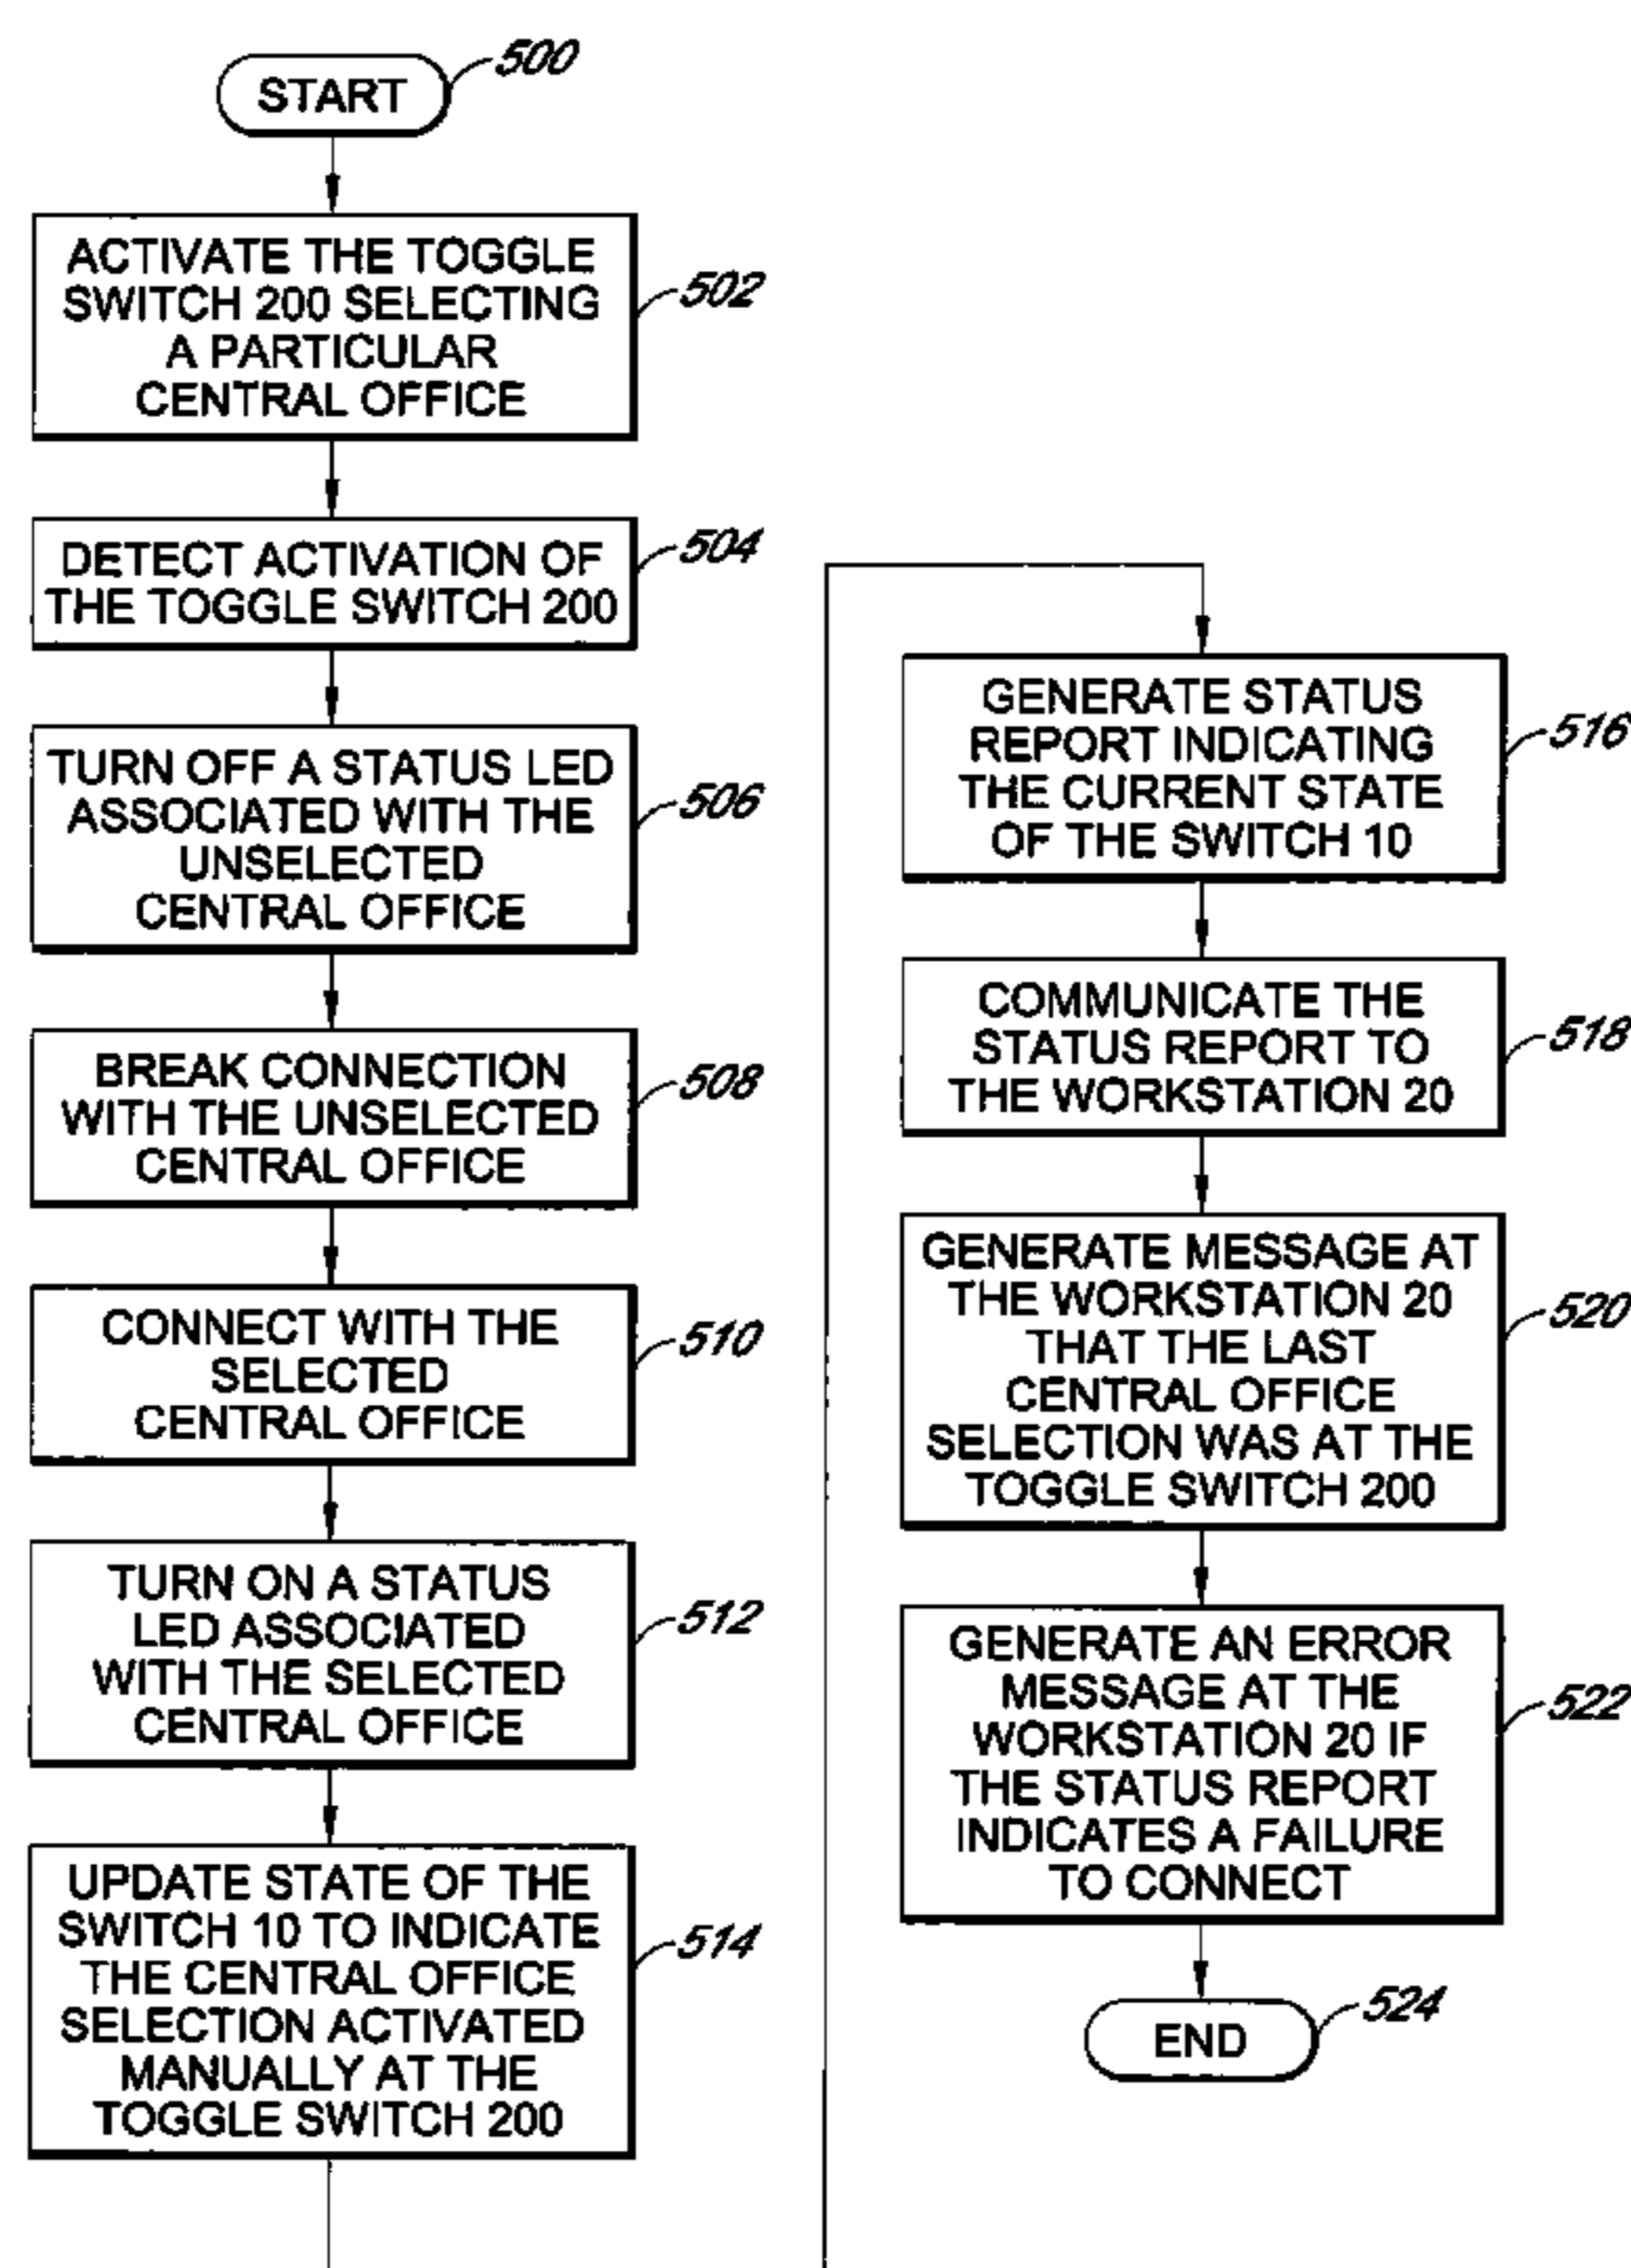 START
500
ACTIVATE THE TOGGLE
SWITCH 200 SELECTING
A PARTICULAR
CENTRAL OFFICE
502
DETECT ACTIVATION OF
THE TOGGLE SWITCH 200
504
TURN OFF A STATUS LED
ASSOCIATED WITH THE
UNSELECTED
CENTRAL OFFICE
506
BREAK CONNECTION
WITH THE UNSELECTED
CENTRAL OFFICE
508
CONNECT WITH THE
SELECTED
CENTRAL OFFICE
510
TURN ON A STATUS
LED ASSOCIATED
WITH THE SELECTED
CENTRAL OFFICE
512
UPDATE STATE OF THE
SWITCH 10 TO INDICATE
THE CENTRAL OFFICE
SELECTION ACTIVATED
MANUALLY AT THE
TOGGLE SWITCH 200
514
GENERATE STATUS
REPORT INDICATING
THE CURRENT STATE
OF THE SWITCH 10
516
COMMUNICATE THE
STATUS REPORT TO
THE WORKSTATION 20
518
GENERATE MESSAGE AT
THE WORKSTATION 20
THAT THE LAST
CENTRAL OFFICE
SELECTION WAS AT THE
TOGGLE SWITCH 200
520
GENERATE AN ERROR
MESSAGE AT THE
WORKSTATION 20 IF
THE STATUS REPORT
INDICATES A FAILURE
TO CONNECT
522
END
524